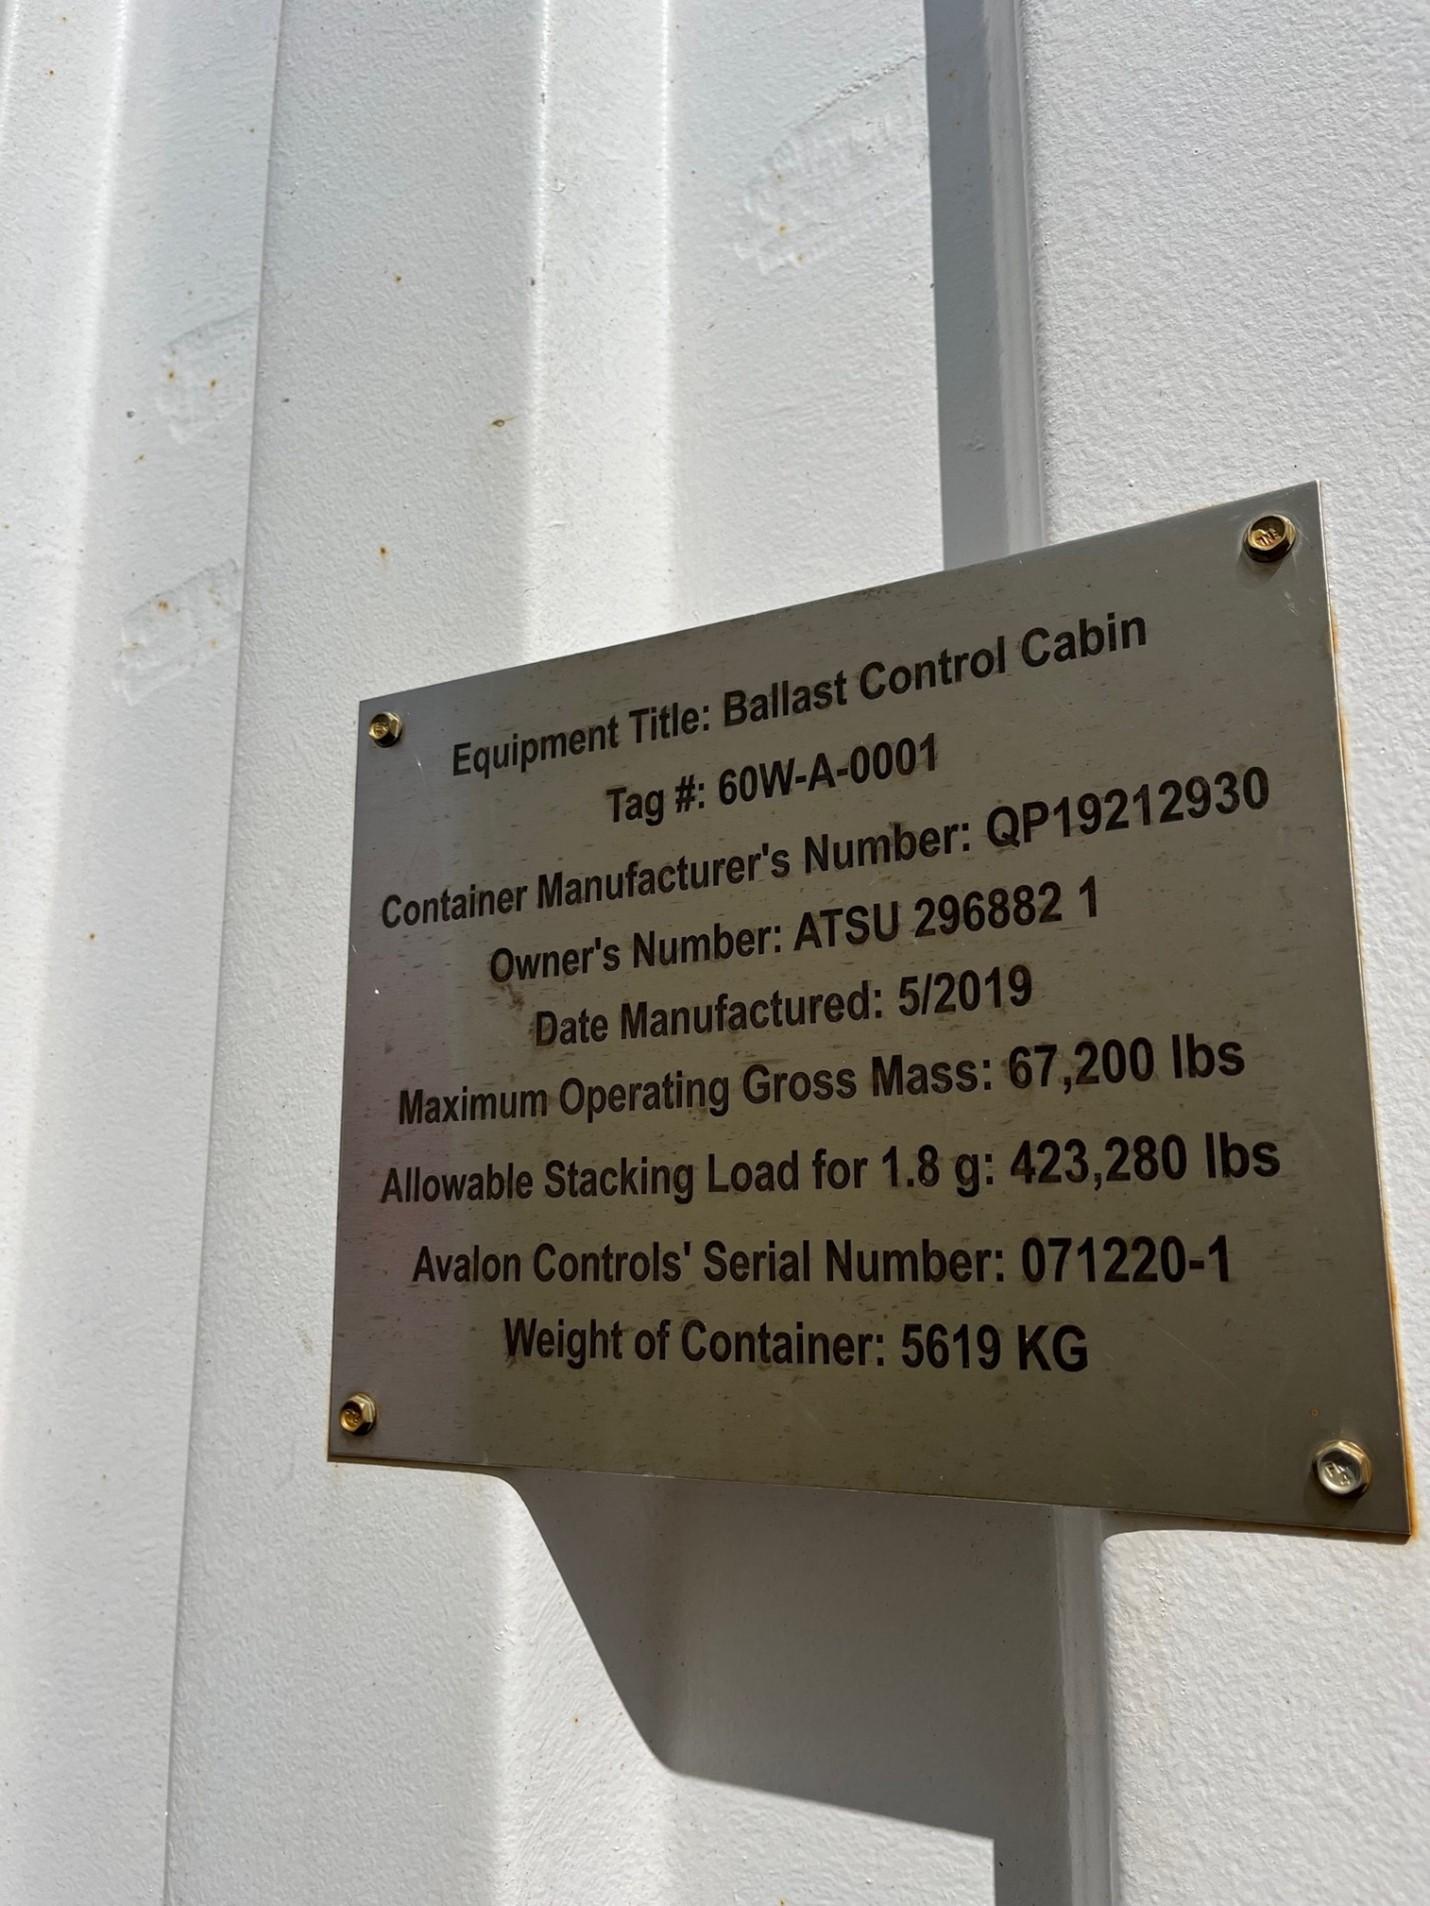 Equipment Title: Ballast Control Cabin
Tag #: 60W-A-0001
Container Manufacturer's Number: QP19212930
Owner's Number: ATSU 296882 1
Date Manufactured: 5/2019
Maximum Operating Gross Mass: 67,200 lbs
Allowable Stacking Load for 1.8 g: 423,280 lbs
Avalon Controls' Serial Number: 071220-1
Weight of Container: 5619 KG